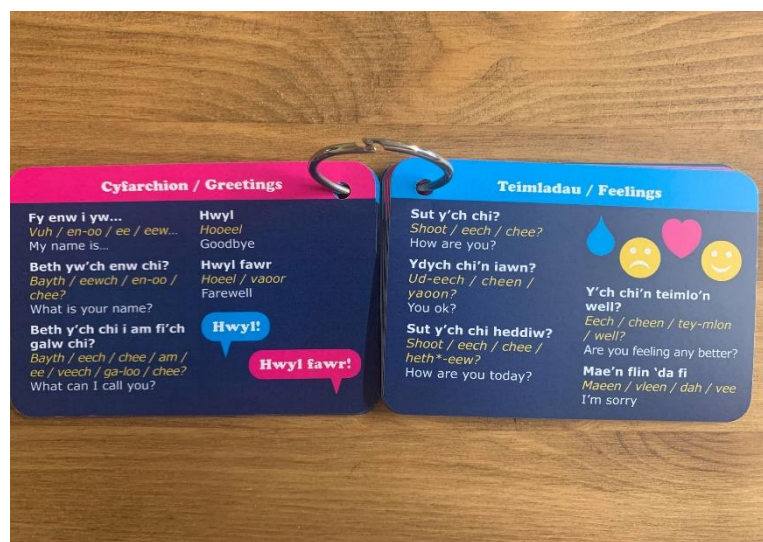 Cyfarchion / Greetings
Fy enw i yw...
Vuh / en-oo / ee / eew...
My name is...
Beth yw'ch enw chi?
Bayth / eewch / en-oo /
chee?
What is your name?
Beth y'ch chi i am fi'ch
galw chi?
Bayth / eech / chee / am /
ee / veech / ga-loo / chee?
What can I call you?
Hwyl
Hooeel
Goodbye
Hwyl fawr
Hoeel / vaoor
Farewell
Hwyl!
Hwyl fawr!
Teimladau / Feelings
Sut y'ch chi?
Shoot / eech / chee?
How are you?
Ydych chi'n iawn?
Ud-eech / cheen /
yaoon?
You ok?
Sut y'ch chi heddiw?
Shoot / eech / chee /
heth*-eew?
How are you today?
Y'ch chi'n teimlo'n
well?
Eech / cheen / tey-mlon
/ well?
Are you feeling any better?
Mae'n flin 'da fi
Maeen / vleen / dah / vee
I'm sorry